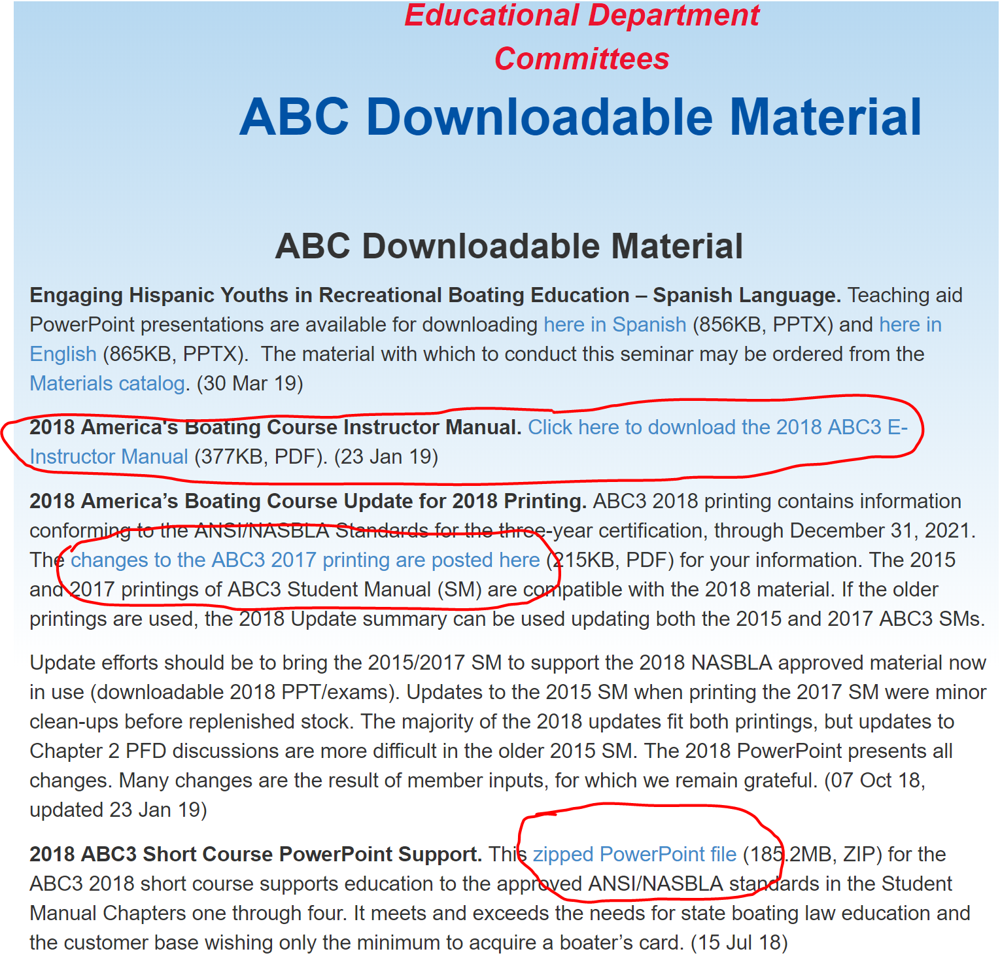 Educational Department
Committees
ABC Downloadable Material
ABC Downloadable Material
Engaging Hispanic Youths in Recreational Boating Education – Spanish Language. Teaching aid
PowerPoint presentations are available for downloading here in Spanish (856KB, PPTX) and here in
English (865KB, PPTX).  The material with which to conduct this seminar may be ordered from the
Materials catalog. (30 Mar 19)
2018 America's Boating Course Instructor Manual. Click here to download the 2018 ABC3 E-
Instructor Manual (377KB, PDF). (23 Jan 19)
2018 America’s Boating Course Update for 2018 Printing. ABC3 2018 printing contains information
conforming to the ANSI/NASBLA Standards for the three-year certification, through December 31, 2021.
The changes to the ABC3 2017 printing are posted here (215KB, PDF) for your information. The 2015
and 2017 printings of ABC3 Student Manual (SM) are compatible with the 2018 material. If the older
printings are used, the 2018 Update summary can be used updating both the 2015 and 2017 ABC3 SMs.
Update efforts should be to bring the 2015/2017 SM to support the 2018 NASBLA approved material now
in use (downloadable 2018 PPT/exams). Updates to the 2015 SM when printing the 2017 SM were minor
clean-ups before replenished stock. The majority of the 2018 updates fit both printings, but updates to
Chapter 2 PFD discussions are more difficult in the older 2015 SM. The 2018 PowerPoint presents all
changes. Many changes are the result of member inputs, for which we remain grateful. (07 Oct 18,
updated 23 Jan 19)
2018 ABC3 Short Course PowerPoint Support. This zipped PowerPoint file (185.2MB, ZIP) for the
ABC3 2018 short course supports education to the approved ANSI/NASBLA standards in the Student
Manual Chapters one through four. It meets and exceeds the needs for state boating law education and
the customer base wishing only the minimum to acquire a boater’s card. (15 Jul 18)